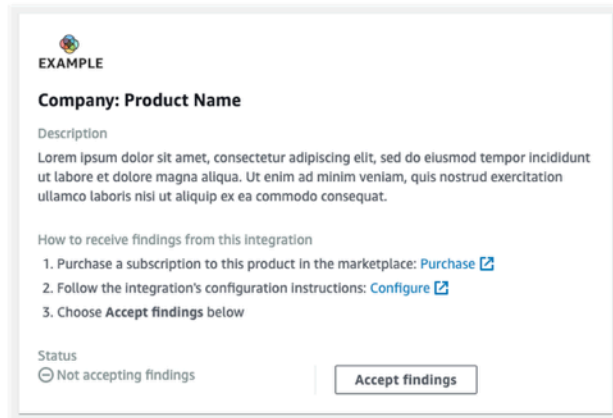 EXAMPLE
Company: Product Name
Description
Lorem ipsum dolor sit amet, consectetur adipiscing elit, sed do eiusmod tempor incididunt
ut labore et dolore magna aliqua. Ut enim ad minim veniam, quis nostrud exercitation
ullamco laboris nisi ut aliquip ex ea commodo consequat.
How to receive findings from this integration
1. Purchase a subscription to this product in the marketplace: Purchase
2. Follow the integration's configuration instructions: Configure
3. Choose Accept findings below
Status
Not accepting findings
Accept findings